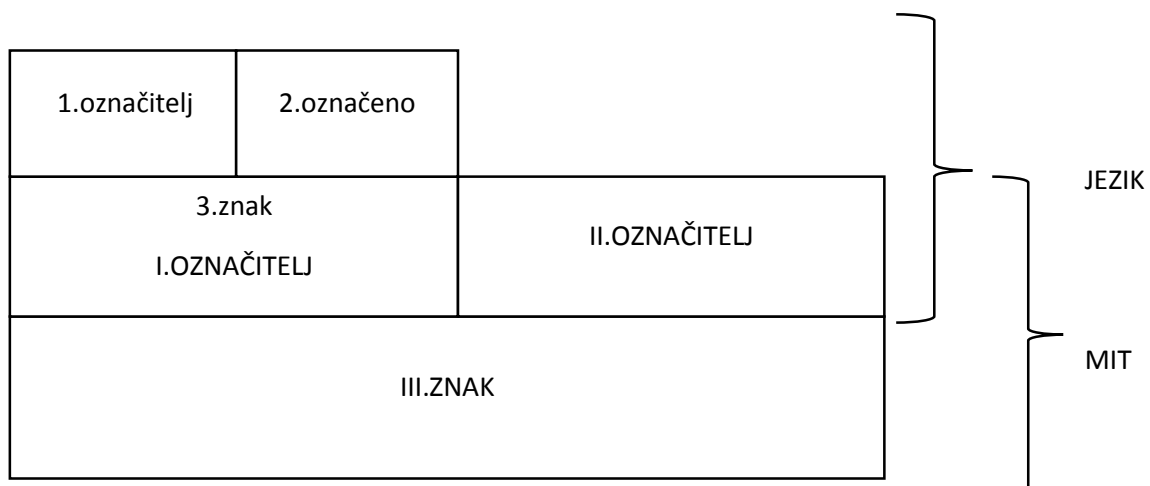 1.označitelj
2.označeno
3.znak
I.OZNAČITELJ
II.OZNAČITELJ
JEZIK
III.ZNAK
MIT